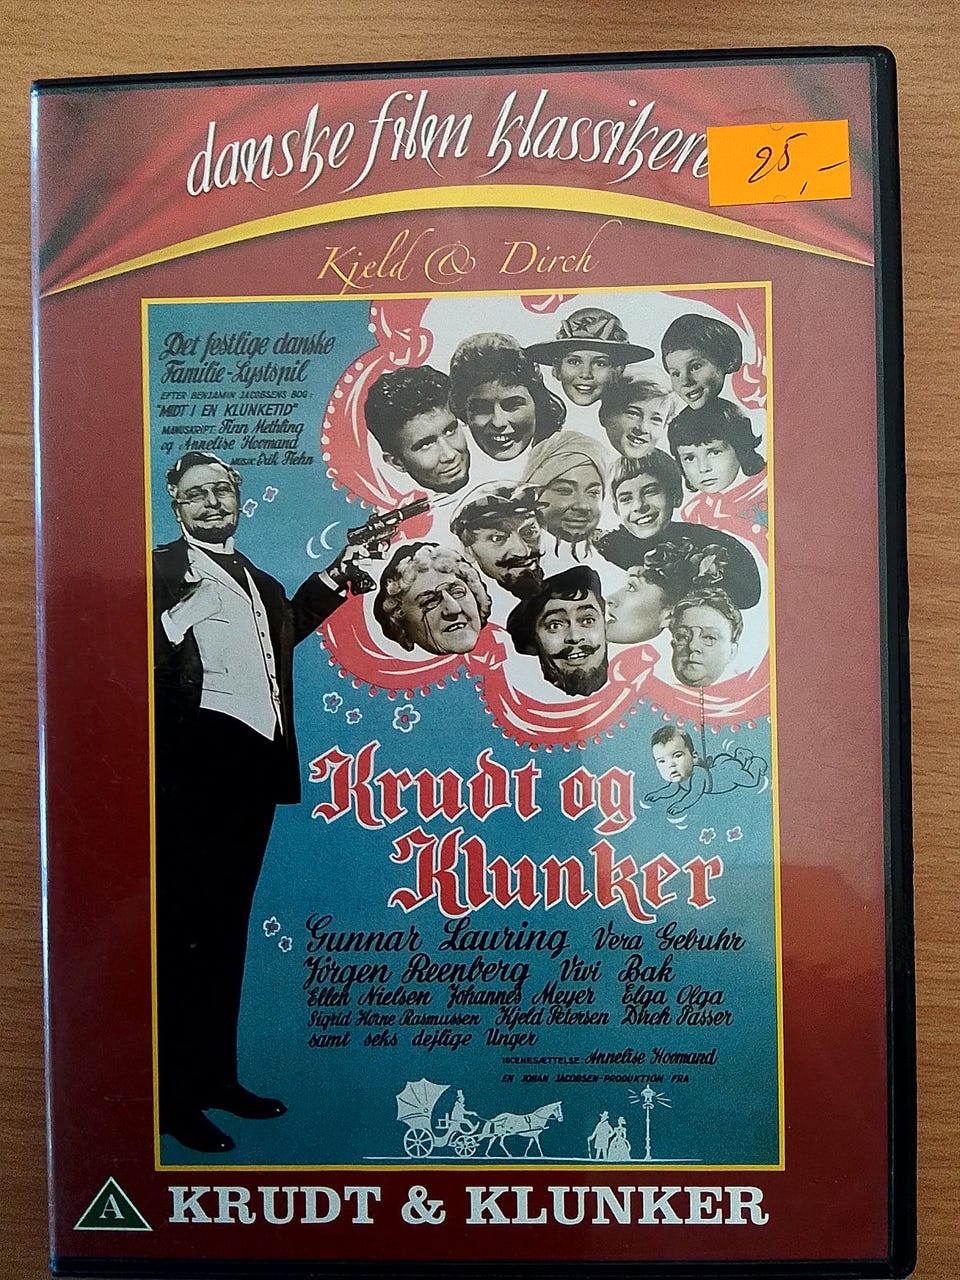 danske film klassikere
25,-
Kjeld & Dirch
Det festlige danske
Familie-Lystspil
EFTER BENJAMIN JACOBSENS BOG:
"MIDT I EN KLUNKETID"
MANUSKRIPT: Finn Methling
og Annelise Hovmand
MUSIK: Erik Fiehn
Krudt og
Klunker
Gunnar Lauring Vera Gebuhr
Jörgen Reenberg Vivi Bak
Ellen Nielsen Johannes Meyer Elga Olga
Sigrid Horne Rasmussen Kjeld Petersen Dirch Passer
samt seks dejlige Unger
ISCENESÆTTELSE: Annelise Hovmand
EN JOHAN JACOBSEN-PRODUKTION FRA
A KRUDT & KLUNKER